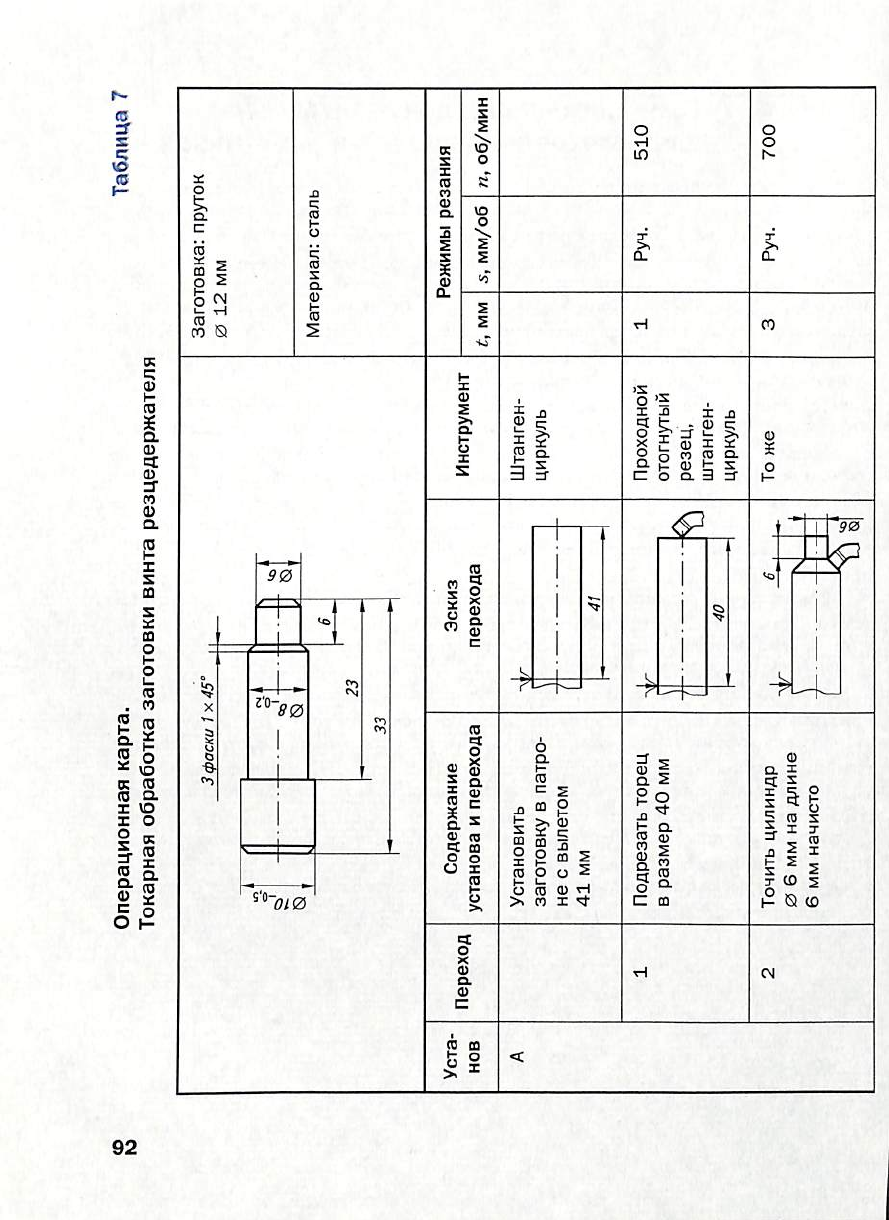 Таблица 7
Операционная карта.
Токарная обработка заготовки винта резцедержателя
3 фаски 1 × 45°
Ø 10₋₀,₅
Ø 8₋₀,₂
Ø 6
6
23
33
Заготовка: пруток
Ø 12 мм
Материал: сталь
Уста-
нов
Переход
Содержание
установа и перехода
Эскиз
перехода
Инструмент
Режимы резания
t, мм
s, мм/об
n, об/мин
А
Установить
заготовку в патро-
не с вылетом
41 мм
41
Штанген-
циркуль
1
Подрезать торец
в размер 40 мм
40
Проходной
отогнутый
резец,
штанген-
циркуль
1
Руч.
510
2
Точить цилиндр
Ø 6 мм на длине
6 мм начисто
6
Ø6
То же
3
Руч.
700
92